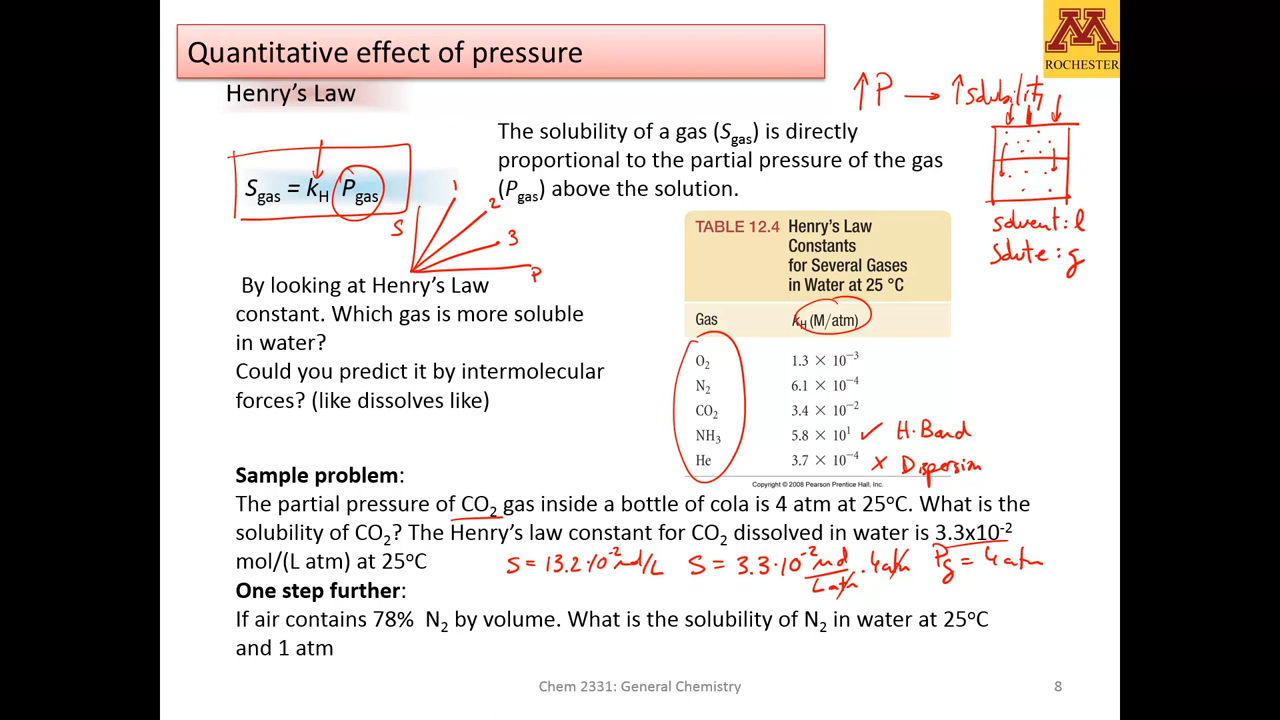 Quantitative effect of pressure
ROCHESTER
Henry's Law
↑P → ↑solubility
The solubility of a gas (Sgas) is directly
proportional to the partial pressure of the gas
(Pgas) above the solution.
Sgas = kH Pgas
S
1
2
3
P
solvent: l
Solute: g
TABLE 12.4 Henry's Law
Constants
for Several Gases
in Water at 25 °C
Gas kH (M/atm)
O2 1.3 × 10⁻³
N2 6.1 × 10⁻⁴
CO2 3.4 × 10⁻²
NH3 5.8 × 10¹ ✓ H-Bond
He 3.7 × 10⁻⁴ × Dispersion
Copyright © 2008 Pearson Prentice Hall, Inc.
By looking at Henry's Law
constant. Which gas is more soluble
in water?
Could you predict it by intermolecular
forces? (like dissolves like)
Sample problem:
The partial pressure of CO2 gas inside a bottle of cola is 4 atm at 25°C. What is the
solubility of CO2? The Henry's law constant for CO2 dissolved in water is 3.3x10⁻²
mol/(L atm) at 25°C
S = 13.2·10⁻² mol/L S = 3.3·10⁻² mol/L atm · 4 atm Pg = 4 atm
One step further:
If air contains 78% N2 by volume. What is the solubility of N2 in water at 25°C
and 1 atm
Chem 2331: General Chemistry 8